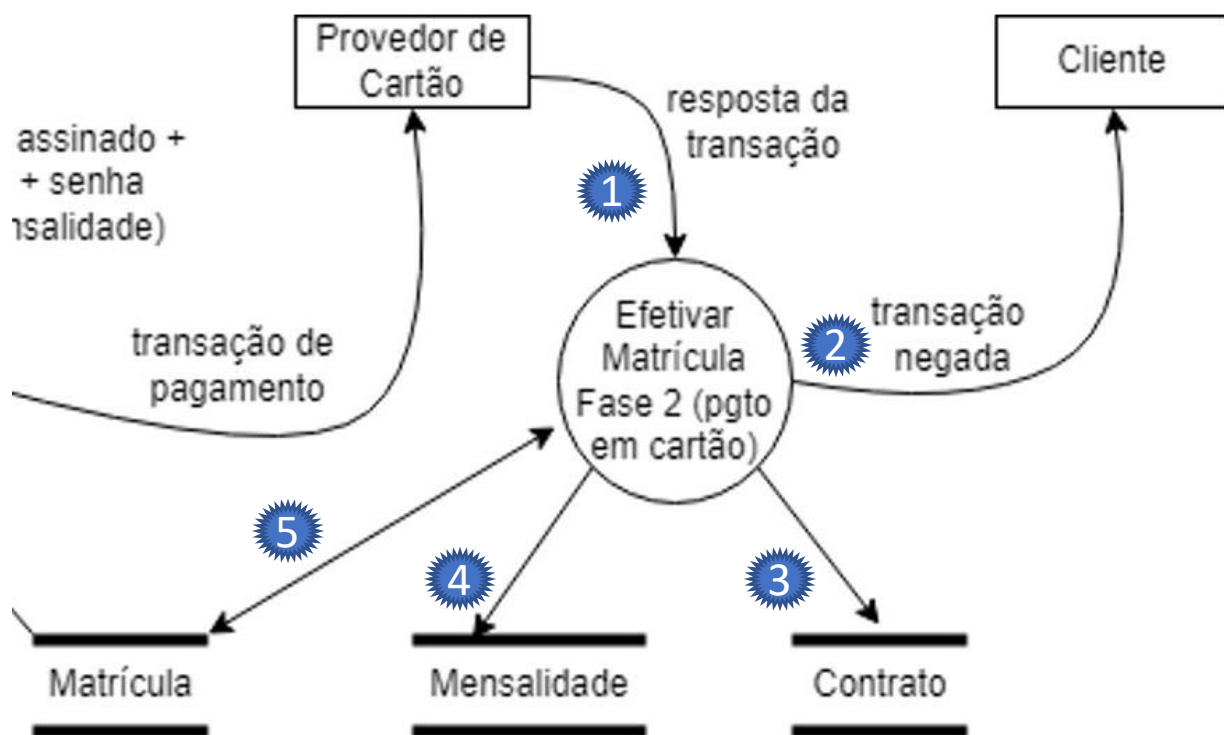 Provedor de
Cartão
Cliente
resposta da
transação
assinado +
+ senha
nsalidade)
1
Efetivar
Matrícula
Fase 2 (pgto
em cartão)
2
transação
negada
transação de
pagamento
5
4
3
Matrícula
Mensalidade
Contrato